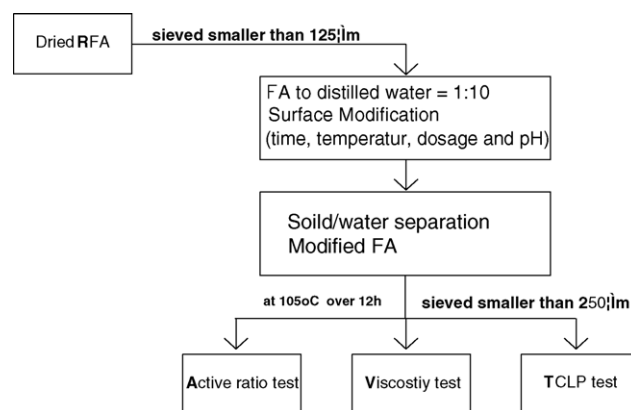 Dried RFA
sieved smaller than 125¦Ìm
FA to distilled water = 1:10
Surface Modification
(time, temperatur, dosage and pH)
Soild/water separation
Modified FA
at 105oC over 12h
sieved smaller than 250¦Ìm
Active ratio test
Viscostiy test
TCLP test